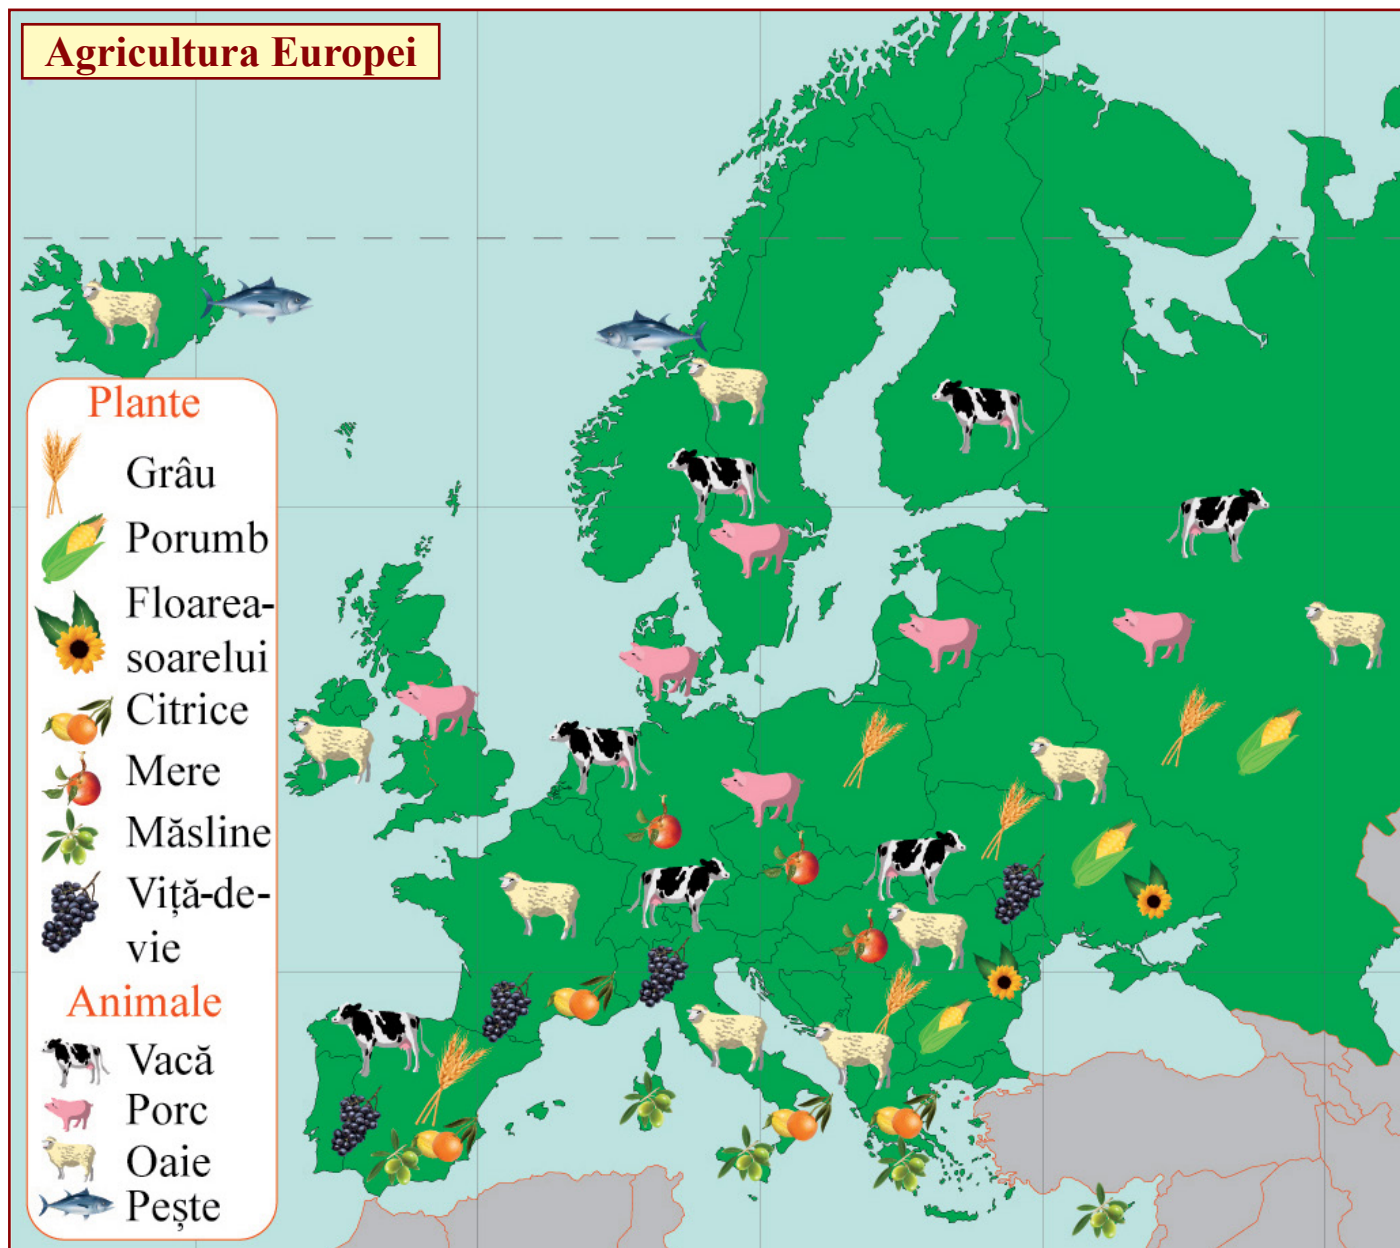 Agricultura Europei
Plante
Grâu
Porumb
Floarea-
soarelui
Citrice
Mere
Măsline
Viță-de-
vie
Animale
Vacă
Porc
Oaie
Pește